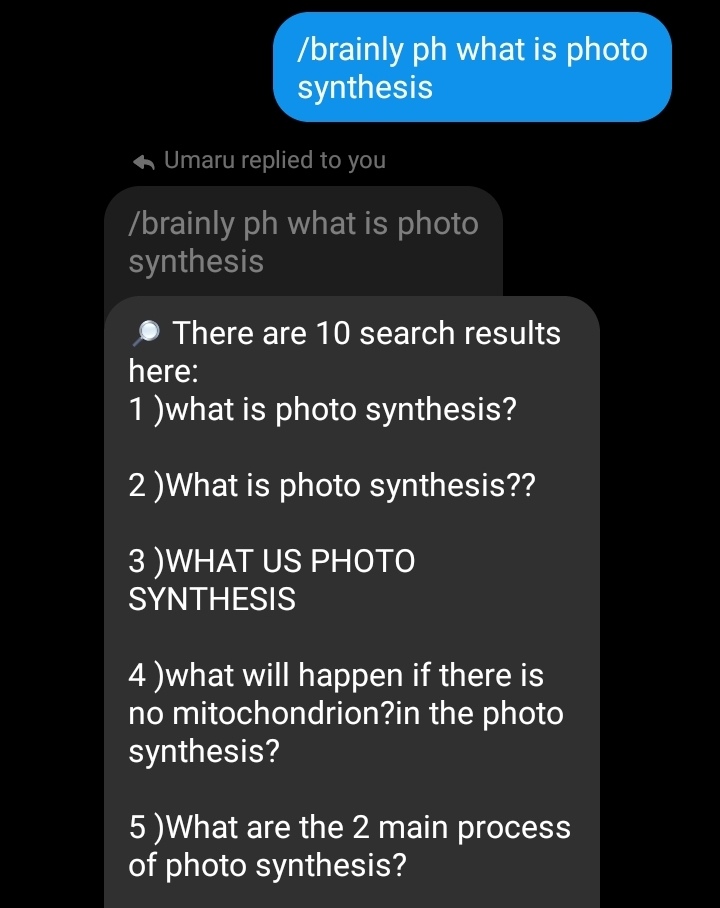 /brainly ph what is photo
synthesis
Umaru replied to you
/brainly ph what is photo
synthesis
🔎 There are 10 search results
here:
1 )what is photo synthesis?
2 )What is photo synthesis??
3 )WHAT US PHOTO
SYNTHESIS
4 )what will happen if there is
no mitochondrion?in the photo
synthesis?
5 )What are the 2 main process
of photo synthesis?